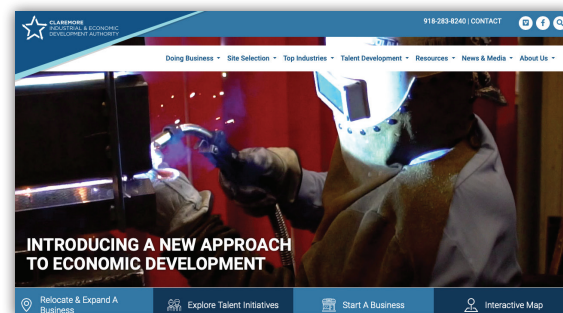 CLAREMORE
INDUSTRIAL & ECONOMIC
DEVELOPMENT AUTHORITY
918-283-8240 | CONTACT
Doing Business Site Selection Top Industries Talent Development Resources News & Media About Us
INTRODUCING A NEW APPROACH
TO ECONOMIC DEVELOPMENT
Relocate & Expand A
Business
Explore Talent Initiatives
Start A Business
Interactive Map